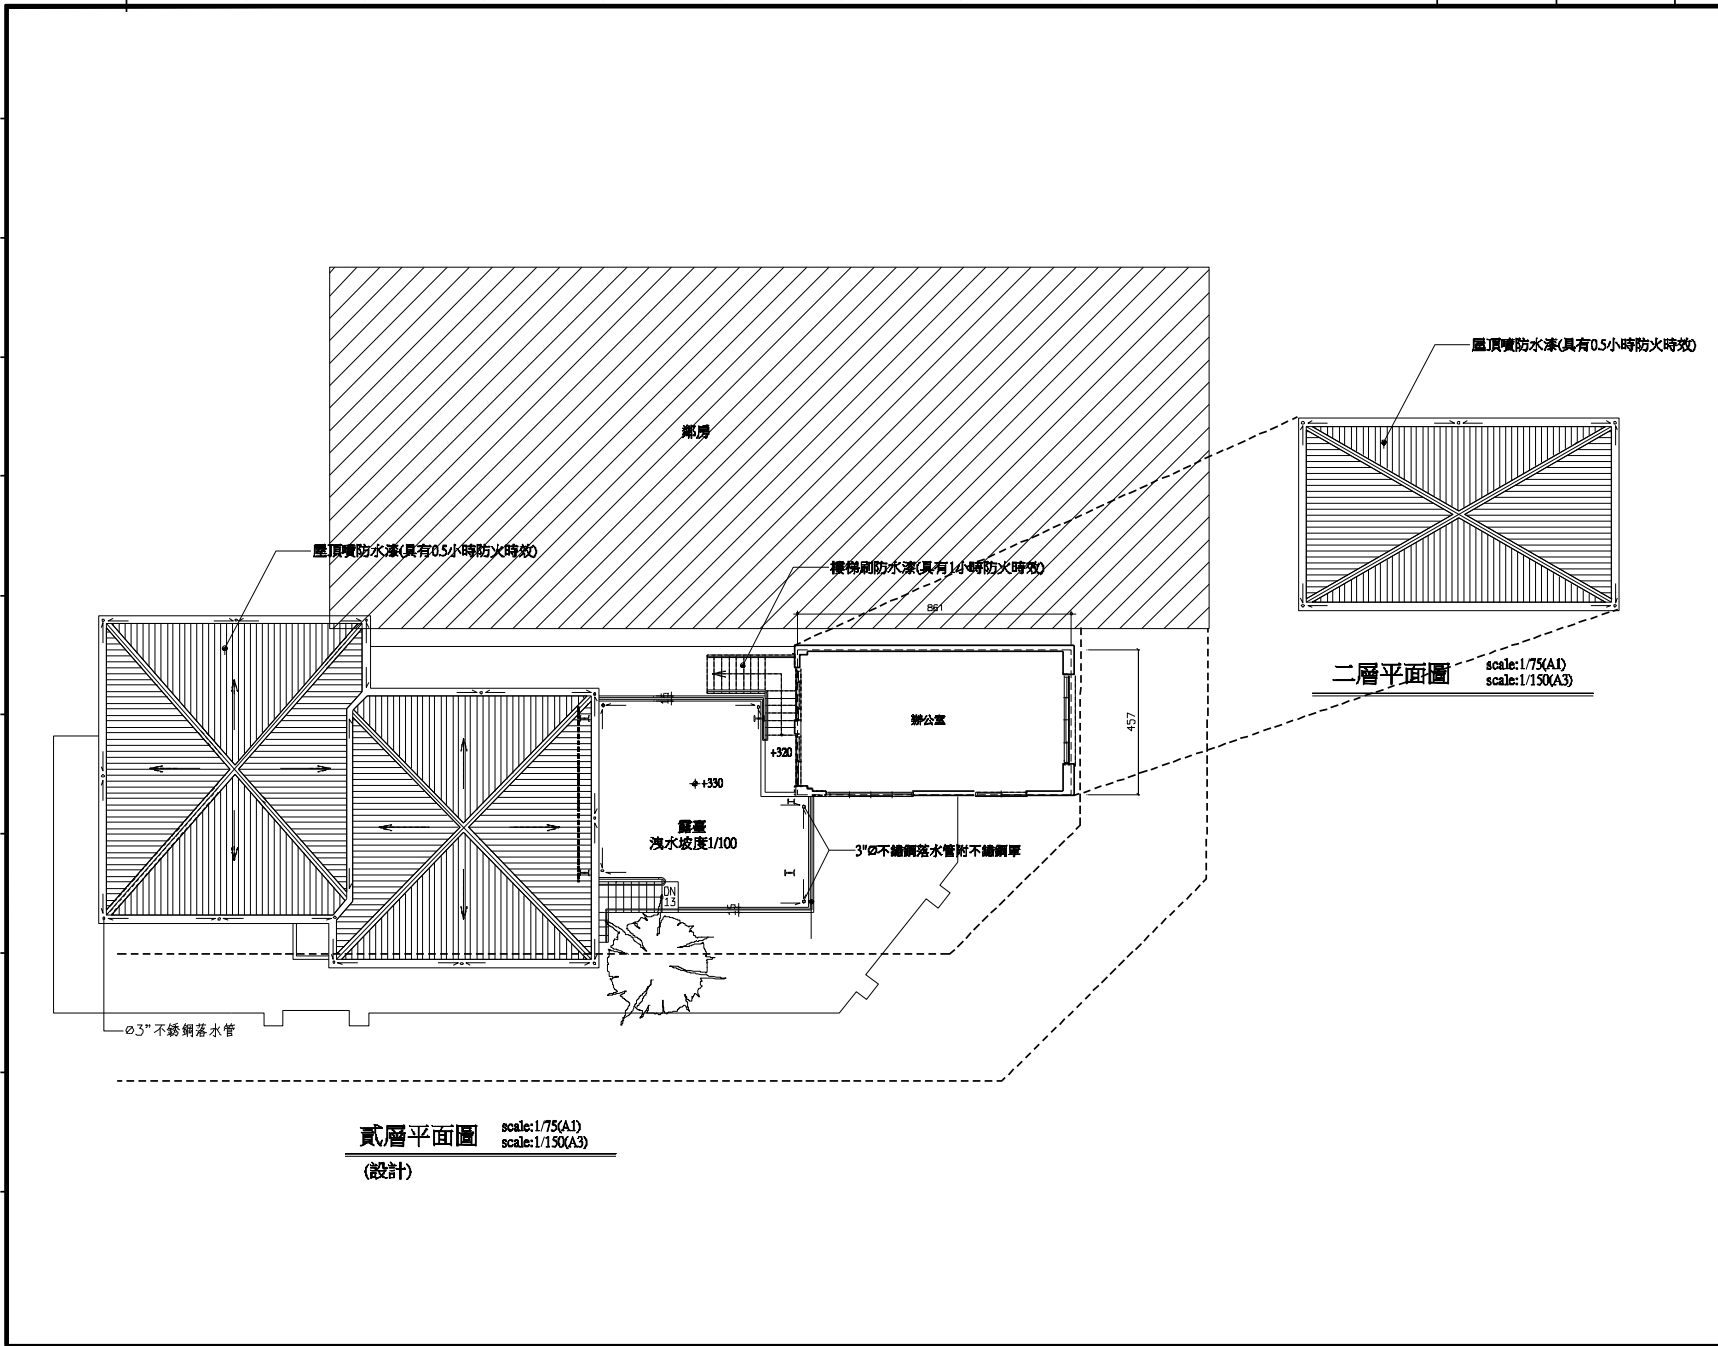 屋頂噴防水漆(具有0.5小時防火時效)
鄰房
屋頂噴防水漆(具有0.5小時防火時效)
樓梯刷防水漆(具有1小時防火時效)
861
二層平面圖
scale:1/75(A1)
scale:1/150(A3)
15
辦公室
457
+320
+330
露臺
洩水坡度1/100
3"Ø不鏽鋼落水管附不鏽鋼罩
DN
13
15
Ø3"不銹鋼落水管
貳層平面圖
scale:1/75(A1)
scale:1/150(A3)
(設計)